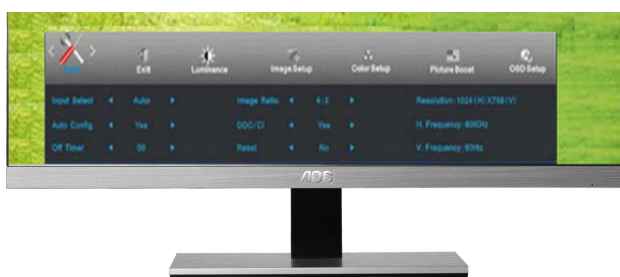 Extra
Exit
Luminance
Image Setup
Color Setup
Picture Boost
OSD Setup
Input Select Auto Image Ratio 4:3 Resolution: 1024 (H) X768 (V)
Auto Config. Yes DDC/CI Yes H. Frequency: 60KHz
Off Timer 00 Reset No V. Frequency: 60Hz
AOC